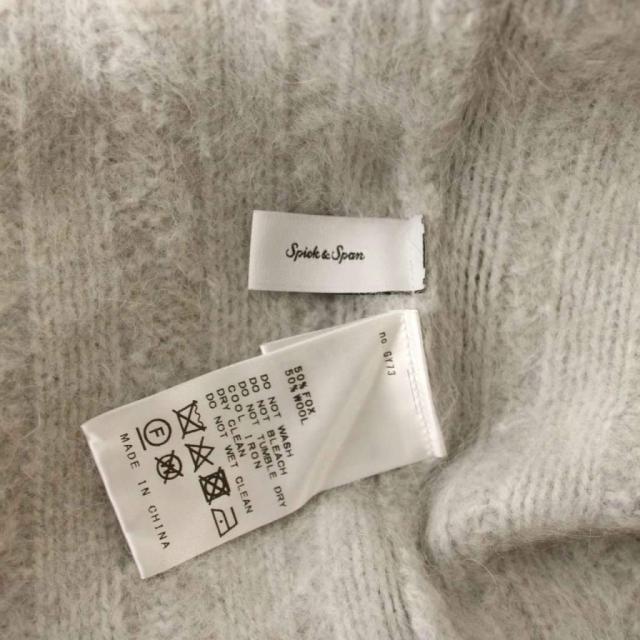 Spick & Span
no 6173
50% FOX
50% WOOL
DO NOT WASH
DO NOT BLEACH
DO NOT TUMBLE DRY
COOL IRON
DRY CLEAN
DO NOT WET CLEAN
MADE IN CHINA